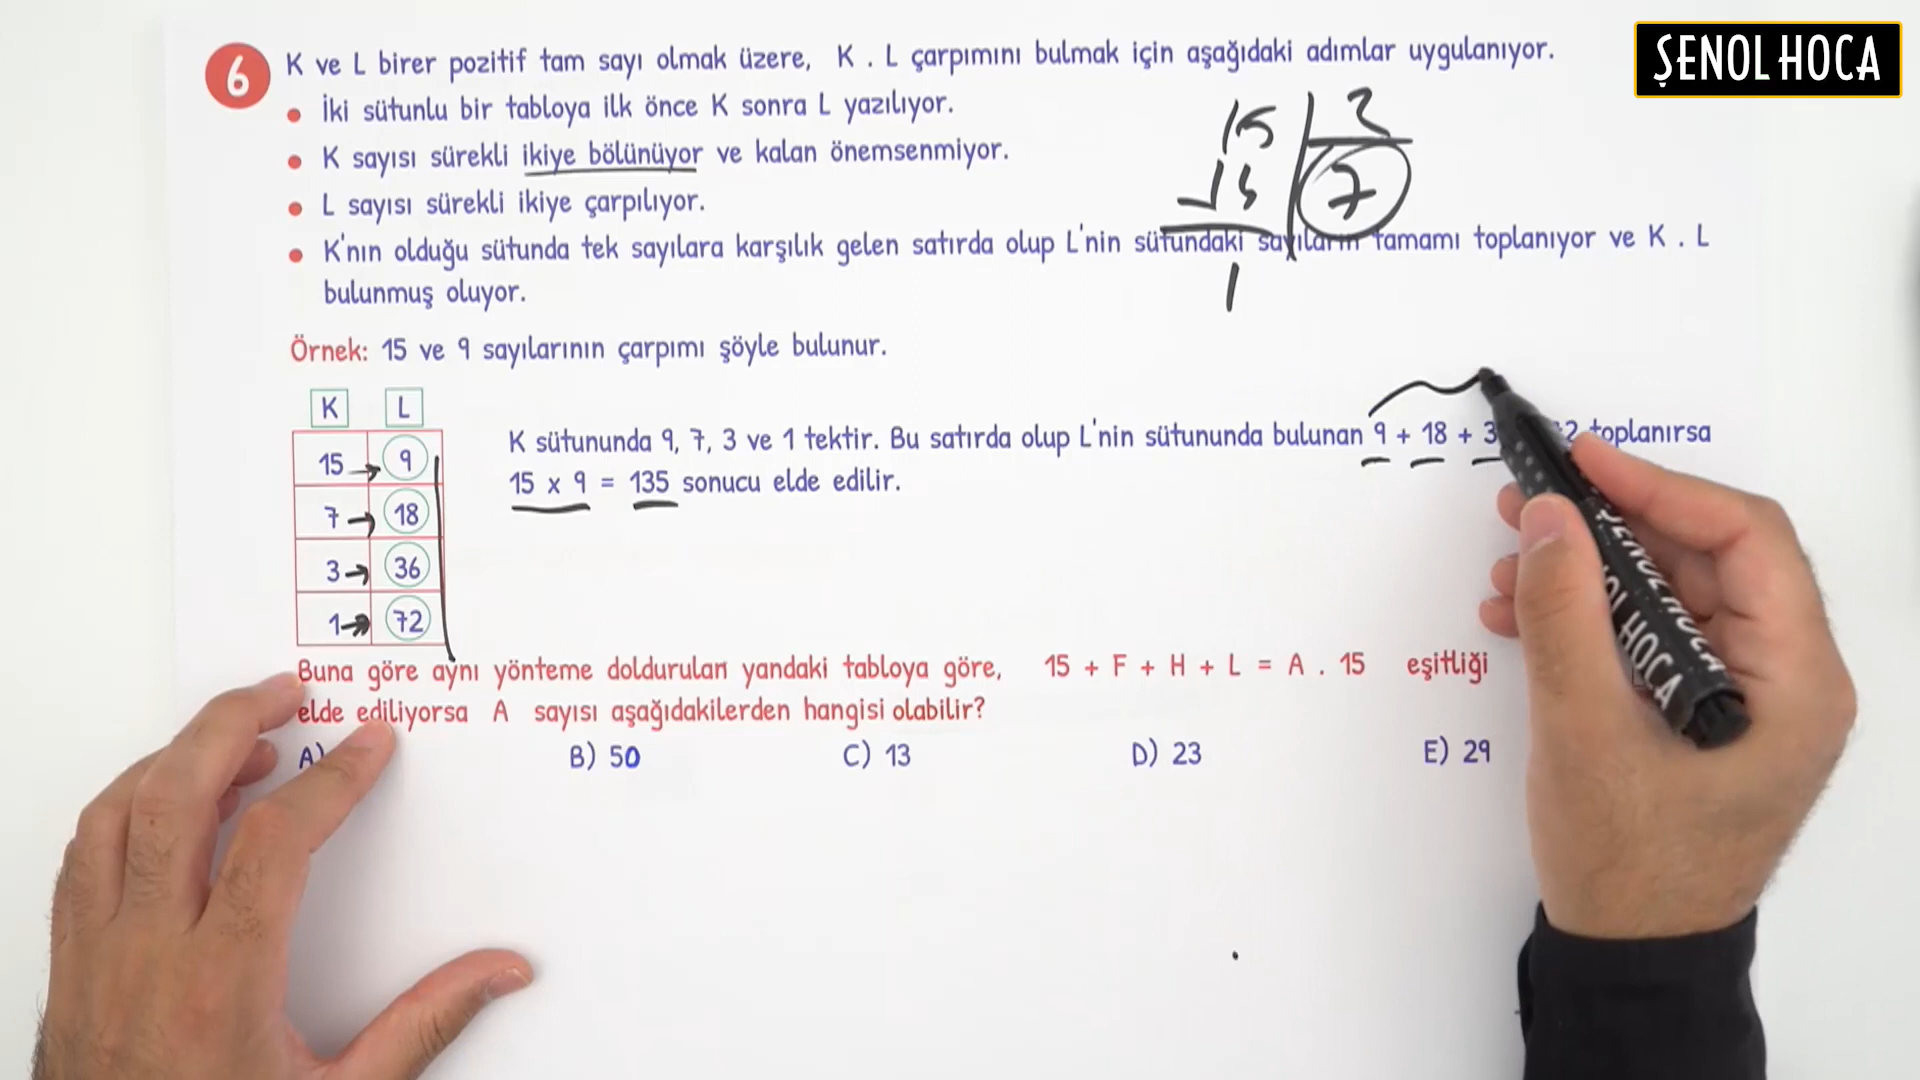 ŞENOL HOCA
6 K ve L birer pozitif tam sayı olmak üzere, K . L çarpımını bulmak için aşağıdaki adımlar uygulanıyor.
• İki sütunlu bir tabloya ilk önce K sonra L yazılıyor.
• K sayısı sürekli ikiye bölünüyor ve kalan önemsenmiyor.
• L sayısı sürekli ikiye çarpılıyor.
• K'nın olduğu sütunda tek sayılara karşılık gelen satırda olup L'nin sütundaki sayıların tamamı toplanıyor ve K . L
bulunmuş oluyor.
15 2
15 7
1
Örnek: 15 ve 9 sayılarının çarpımı şöyle bulunur.
K L
15 9
7 18
3 36
1 72
K sütununda 9, 7, 3 ve 1 tektir. Bu satırda olup L'nin sütununda bulunan 9 + 18 + toplanırsa
15 x 9 = 135 sonucu elde edilir.
Buna göre aynı yönteme doldurulan yandaki tabloya göre, 15 + F + H + L = A . 15 eşitliği
elde ediliyorsa A sayısı aşağıdakilerden hangisi olabilir?
A) B) 50 C) 13 D) 23 E) 29
ŞENOL HOCA